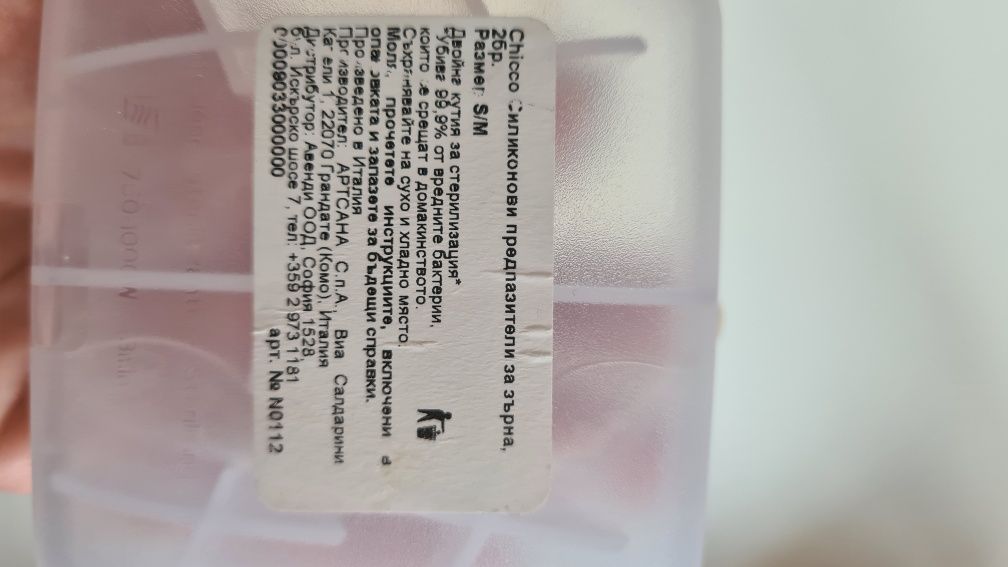 Chicco Силиконови предпазители за зърна,
2бр.
Размер S/M
Двойна кутия за стерилизация*
убива 99,9% от вредните бактерии,
които се срещат в домакинството.
Съхранявайте на сухо и хладно място.
Моля, прочетете инструкциите, включени в
опаковката и запазете за бъдещи справки.
Произведено в Италия
Производител: АРТСАНА С.п.А., Виа Салдарини
Кателли 1, 22070 Грандате (Комо), Италия
Дистрибутор: Авенди ООД, София 1528,
бул. Искърско шосе 7, тел: +359 2 973 1181
00009033000000 арт. № N0112